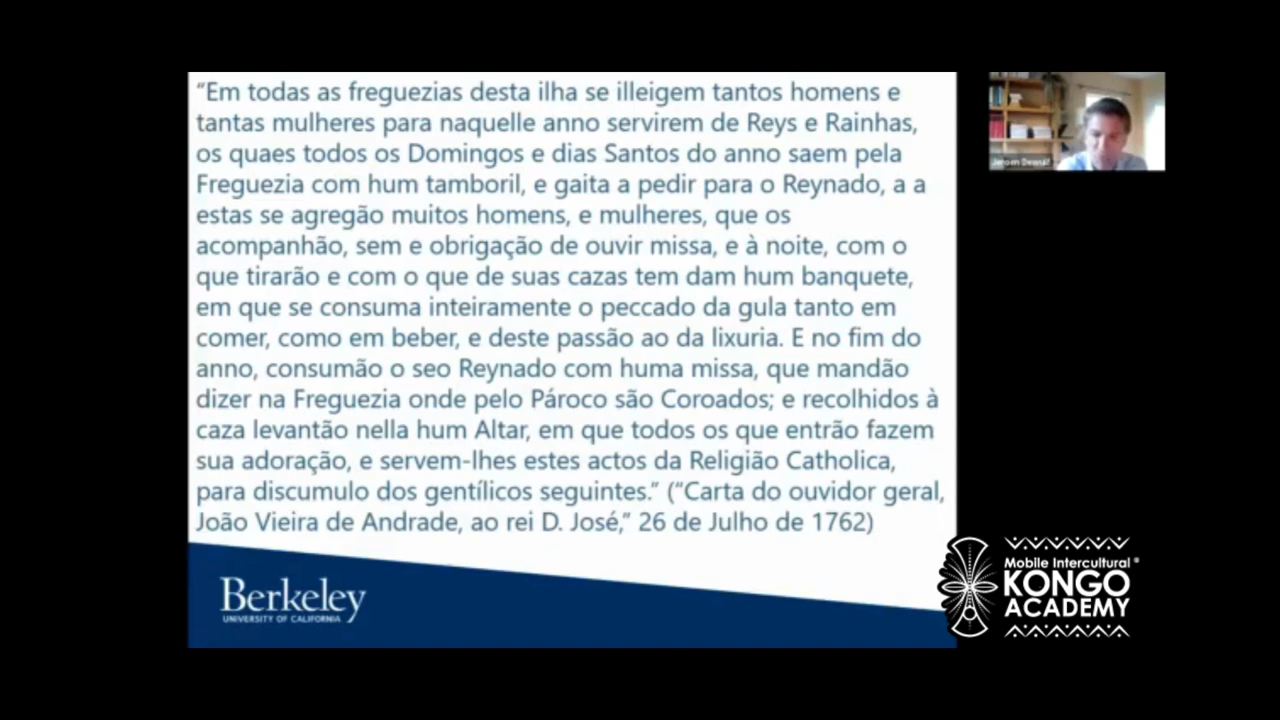 “Em todas as freguezias desta ilha se illeigem tantos homens e
tantas mulheres para naquelle anno servirem de Reys e Rainhas,
os quaes todos os Domingos e dias Santos do anno saem pela
Freguezia com hum tamboril, e gaita a pedir para o Reynado, a a
estas se agregão muitos homens, e mulheres, que os
acompanhão, sem e obrigação de ouvir missa, e à noite, com o
que tirarão e com o que de suas cazas tem dam hum banquete,
em que se consuma inteiramente o peccado da gula tanto em
comer, como em beber, e deste passão ao da lixuria. E no fim do
anno, consumão o seo Reynado com huma missa, que mandão
dizer na Freguezia onde pelo Pároco são Coroados; e recolhidos à
caza levantão nella hum Altar, em que todos os que entrão fazem
sua adoração, e servem-lhes estes actos da Religião Catholica,
para discumulo dos gentílicos seguintes.” (“Carta do ouvidor geral,
João Vieira de Andrade, ao rei D. José,” 26 de Julho de 1762)
Berkeley
UNIVERSITY OF CALIFORNIA
Jeroen Dewulf
Mobile Intercultural ®
KONGO
ACADEMY